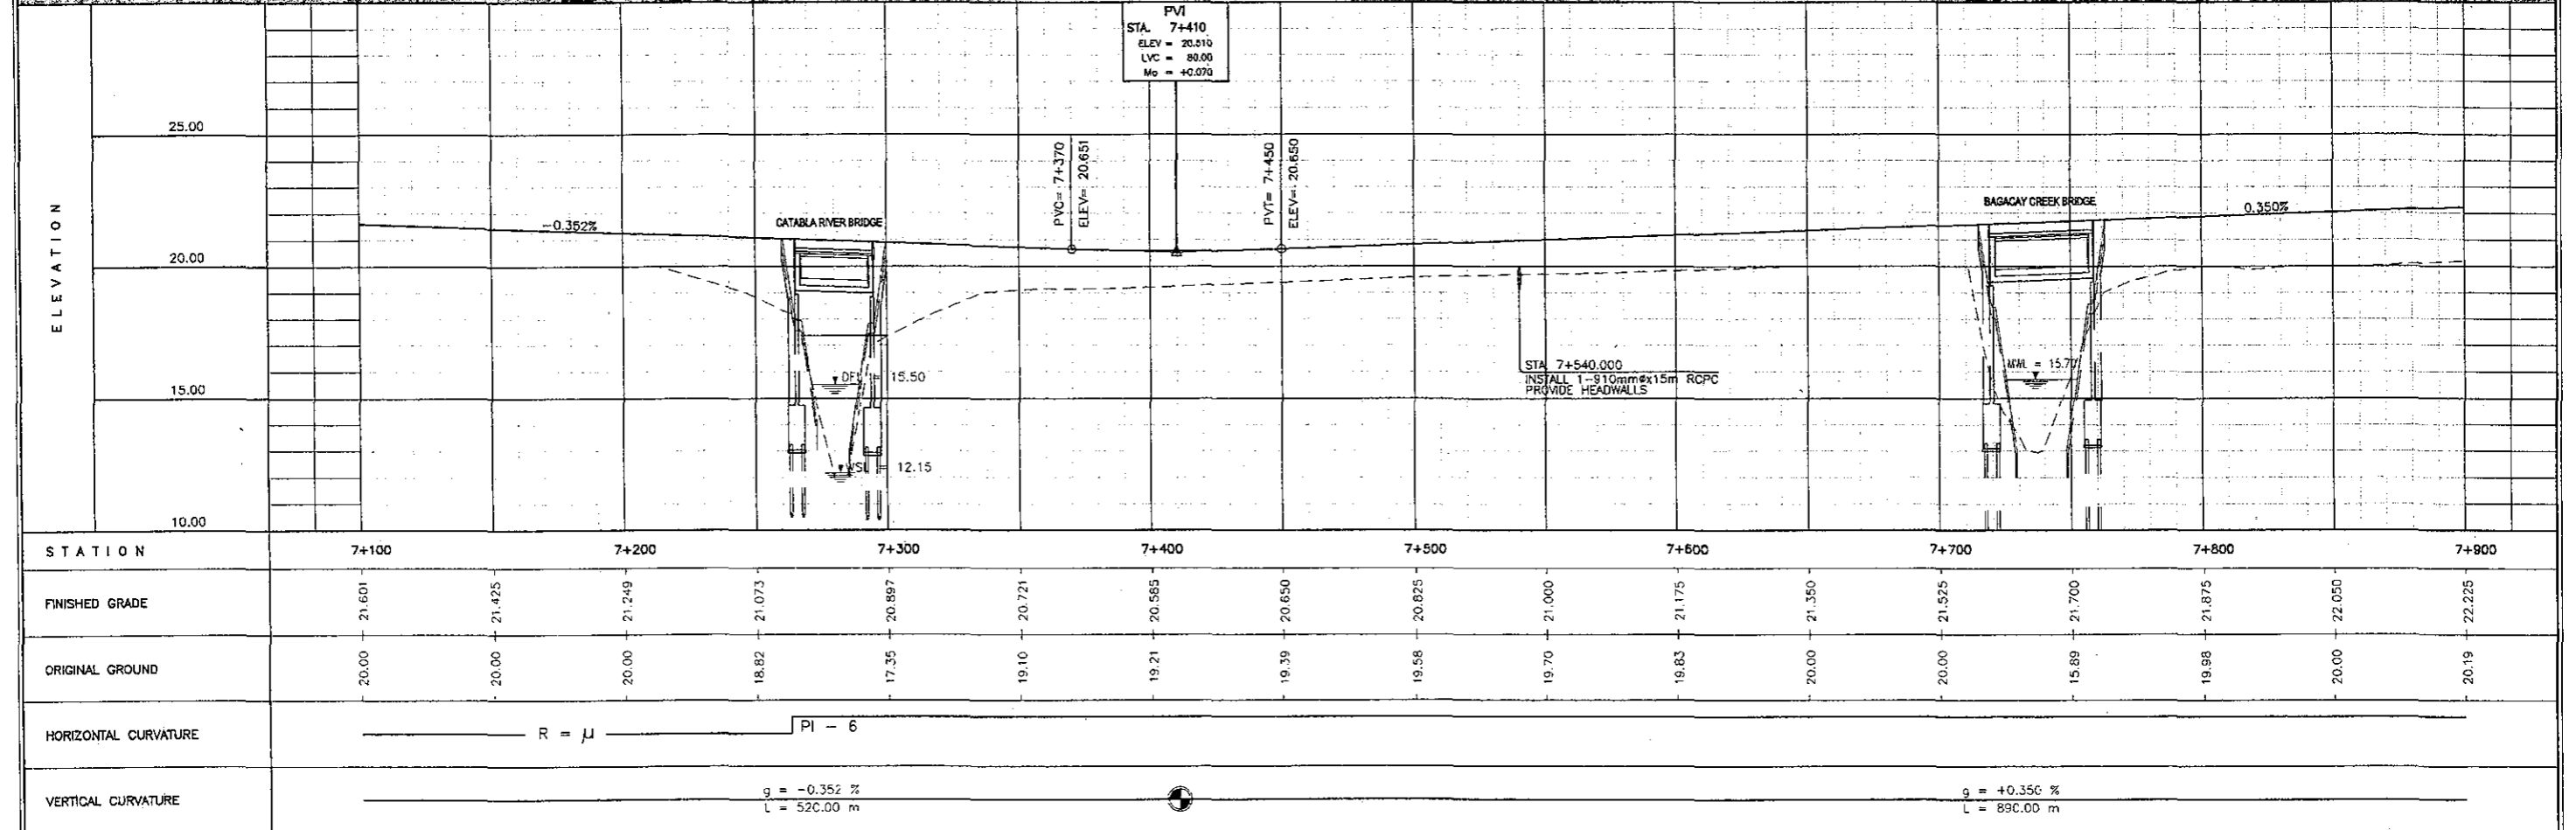 PVI
STA. 7+410
ELEV = 20.510
LVC = 80.00
Mo = +0.070
ELEVATION
25.00
20.00
15.00
10.00
-0.352%
CATABLA RIVER BRIDGE
PVC= 7+370
ELEV= 20.651
PVT= 7+450
ELEV= 20.650
BAGACAY CREEK BRIDGE
0.350%
DFL = 15.50
WSL = 12.15
STA 7+540.000
INSTALL 1-910mmøx15m RCPC
PROVIDE HEADWALLS
= 15.77
STATION 7+100 7+200 7+300 7+400 7+500 7+600 7+700 7+800 7+900
FINISHED GRADE 21.601 21.425 21.249 21.073 20.897 20.721 20.585 20.650 20.825 21.000 21.175 21.350 21.525 21.700 21.875 22.050 22.225
ORIGINAL GROUND 20.00 20.00 20.00 18.82 17.35 19.10 19.21 19.39 19.58 19.70 19.83 20.00 20.00 15.89 19.98 20.00 20.19
HORIZONTAL CURVATURE R = μ PI - 6
VERTICAL CURVATURE
g = -0.352 %
L = 520.00 m
g = +0.350 %
L = 890.00 m